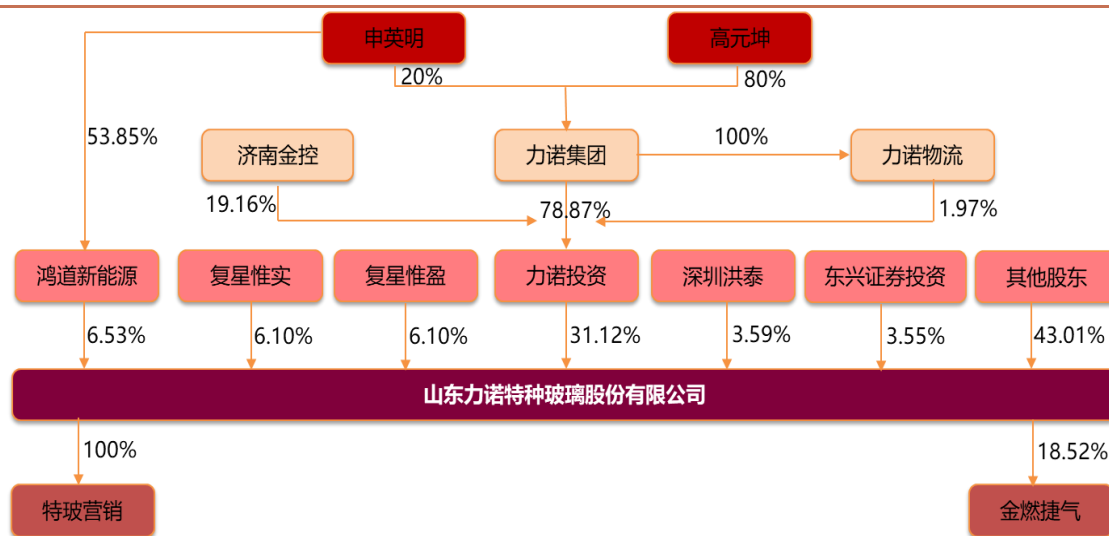 申英明
高元坤
20%
80%
53.85%
济南金控
力诺集团
100%
力诺物流
19.16%
78.87%
1.97%
鸿道新能源
复星惟实
复星惟盈
力诺投资
深圳洪泰
东兴证券投资
其他股东
6.53%
6.10%
6.10%
31.12%
3.59%
3.55%
43.01%
山东力诺特种玻璃股份有限公司
100%
18.52%
特玻营销
金燃捷气